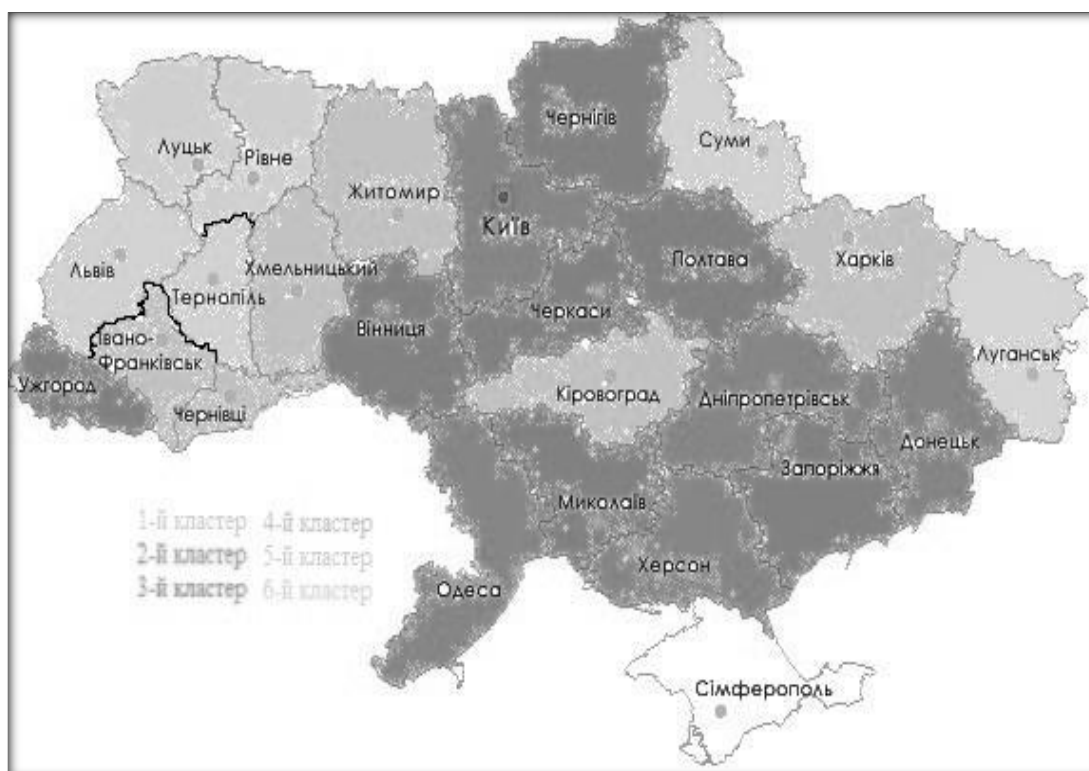 Чернігів
Суми
Луцьк
Рівне
Житомир
Київ
Львів
Тернопіль
Хмельницький
Полтава
Харків
Черкаси
Вінниця
Івано-
Франківськ
Ужгород
Чернівці
Кіровоград
Дніпропетрівськ
Луганськ
Донецьк
Запоріжжя
Миколаїв
Херсон
Одеса
Сімферополь
1-й кластер 4-й кластер
2-й кластер 5-й кластер
3-й кластер 6-й кластер